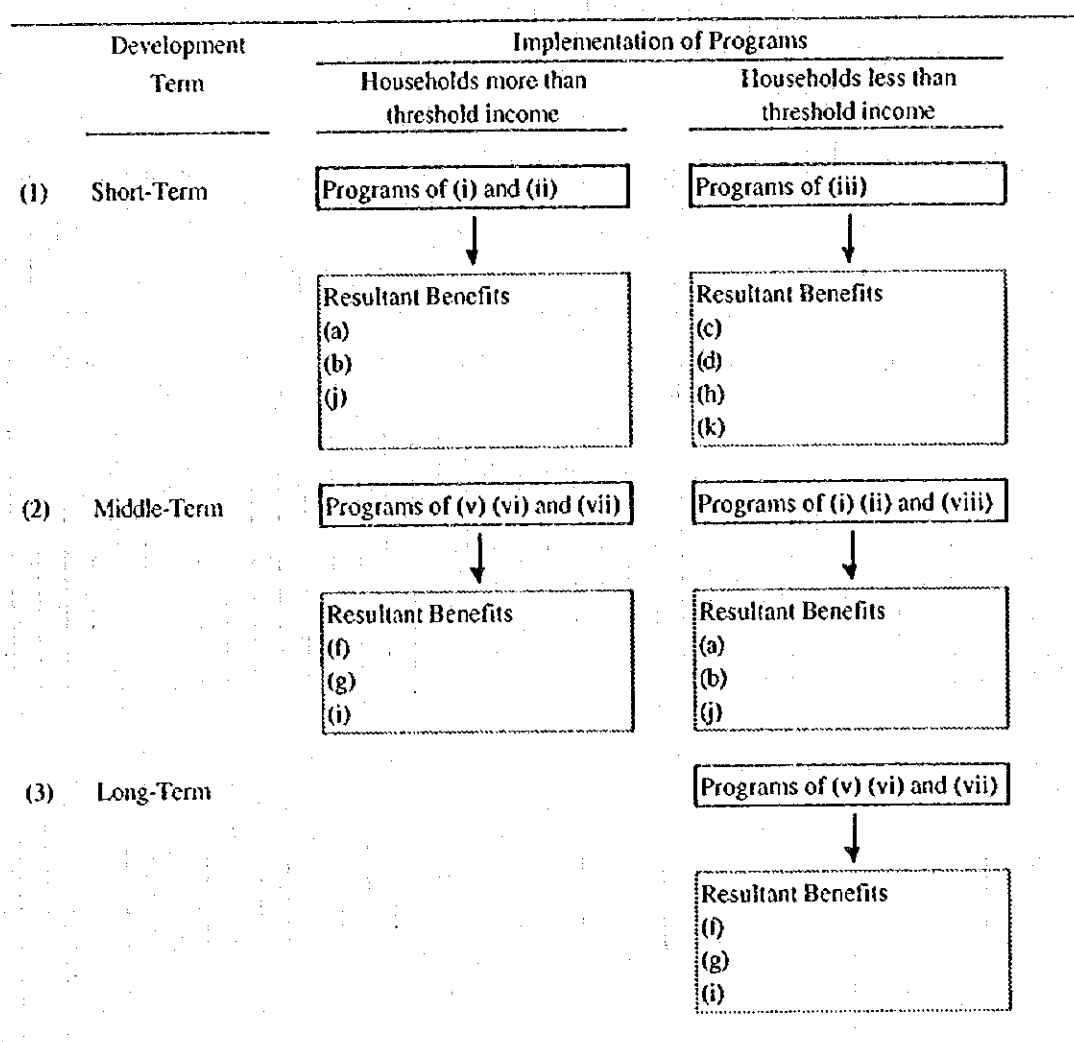 Development Term
Implementation of Programs
Households more than threshold income
Households less than threshold income
(1) Short-Term
Programs of (i) and (ii)
Programs of (iii)
Resultant Benefits
(a)
(b)
(j)
Resultant Benefits
(c)
(d)
(h)
(k)
(2) Middle-Term
Programs of (v) (vi) and (vii)
Programs of (i) (ii) and (viii)
Resultant Benefits
(f)
(g)
(i)
Resultant Benefits
(a)
(b)
(j)
(3) Long-Term
Programs of (v) (vi) and (vii)
Resultant Benefits
(f)
(g)
(i)